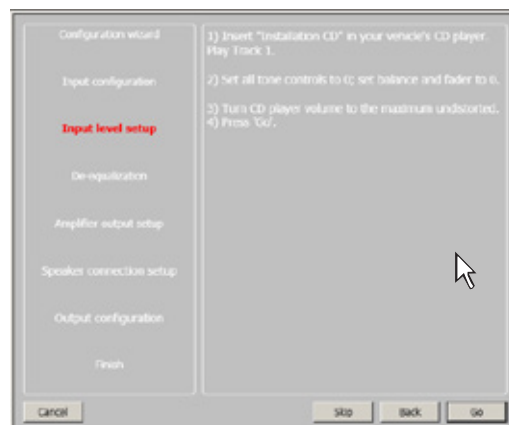 Configuration wizard
Input configuration
Input level setup
De-equalization
Amplifier output setup
Speaker connection setup
Output configuration
Finish
1) Insert "Installation CD" in your vehicle's CD player.
Play Track 1.
2) Set all tone controls to 0; set balance and fader to 0.
3) Turn CD player volume to the maximum undistorted.
4) Press 'Go'.
Cancel
Skip
Back
Go